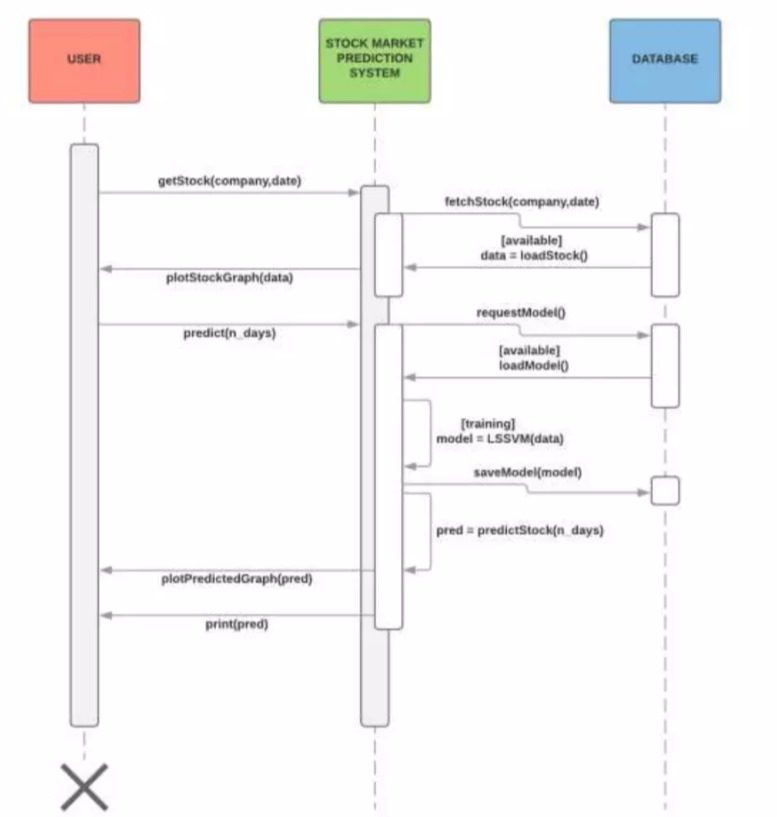 USER
STOCK MARKET
PREDICTION
SYSTEM
DATABASE
getStock(company,date)
fetchStock(company,date)
[available]
data = loadStock()
plotStockGraph(data)
requestModel()
predict(n_days)
[available]
loadModel()
[training]
model = LSSVM(data)
saveModel(model)
pred = predictStock(n_days)
plotPredictedGraph(pred)
print(pred)